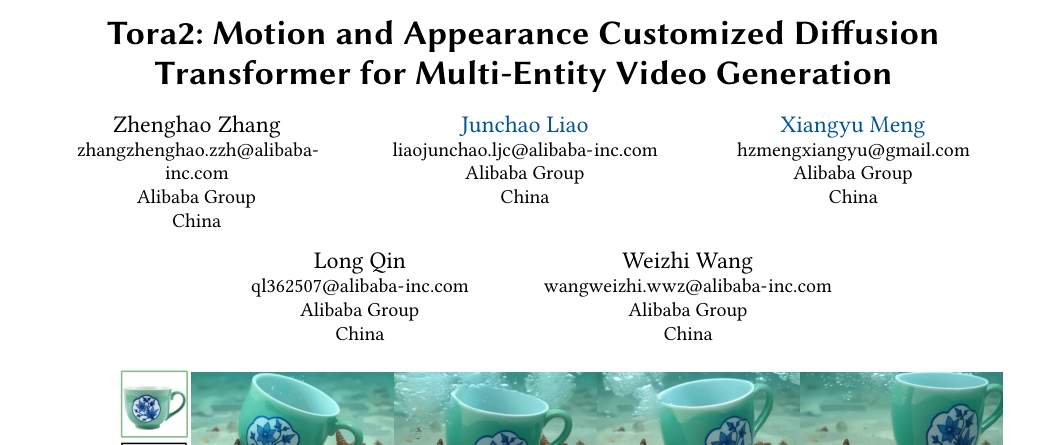 Tora2: Motion and Appearance Customized Diffusion
Transformer for Multi-Entity Video Generation
Zhenghao Zhang
zhangzhenghao.zzh@alibaba-
inc.com
Alibaba Group
China
Junchao Liao
liaojunchao.ljc@alibaba-inc.com
Alibaba Group
China
Xiangyu Meng
hzmengxiangyu@gmail.com
Alibaba Group
China
Long Qin
ql362507@alibaba-inc.com
Alibaba Group
China
Weizhi Wang
wangweizhi.wwz@alibaba-inc.com
Alibaba Group
China